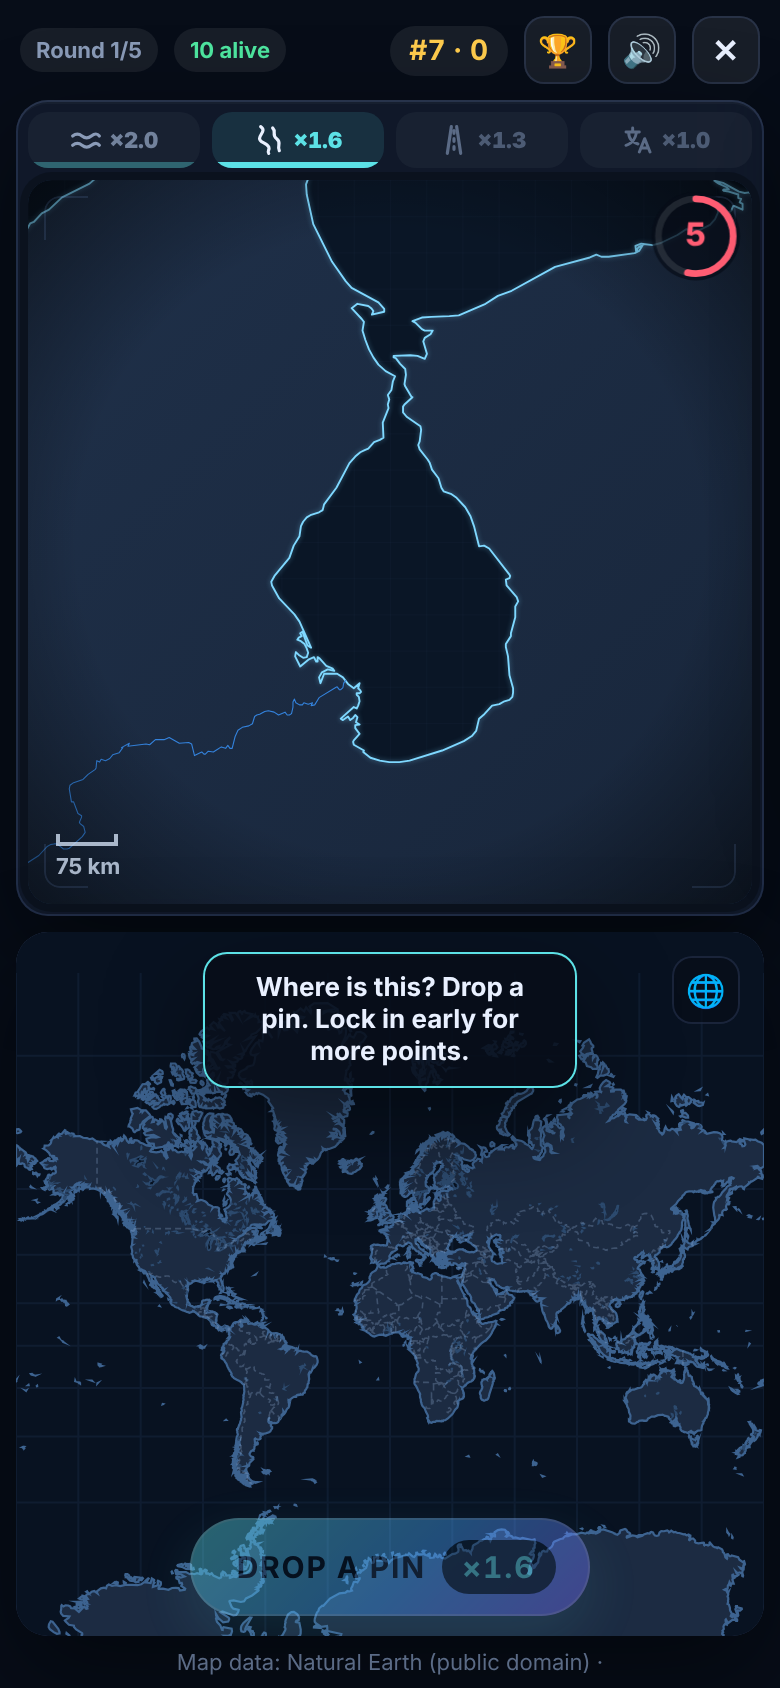 Round 1/5
10 alive
#7 · 0
×2.0
×1.6
×1.3
×1.0
5
75 km
Where is this? Drop a
pin. Lock in early for
more points.
DROP A PIN ×1.6
Map data: Natural Earth (public domain) ·